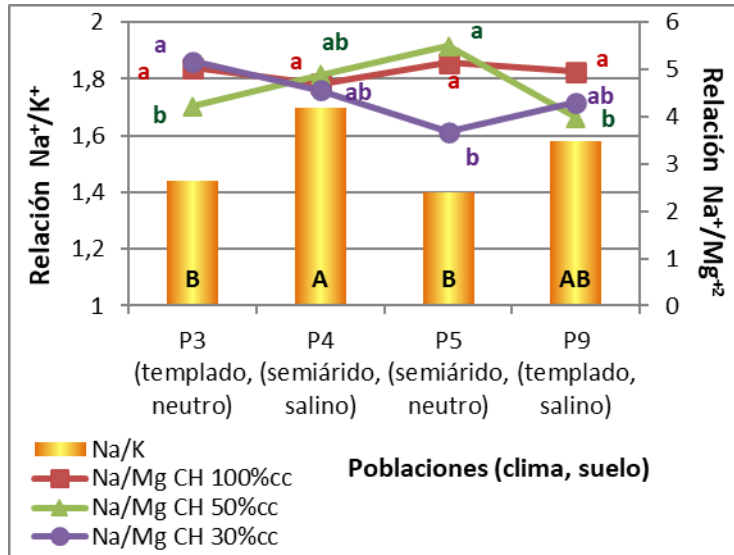 2
1,8
1,6
1,4
1,2
1
Relación Na⁺/K⁺
6
5
4
3
2
1
0
Relación Na⁺/Mg⁺²
a
a
b
a
ab
ab
a
a
b
a
ab
b
B
A
B
AB
P3 P4 P5 P9
(templado, (semiárido, (semiárido, (templado,
neutro) salino) neutro) salino)
Poblaciones (clima, suelo)
Na/K
Na/Mg CH 100%cc
Na/Mg CH 50%cc
Na/Mg CH 30%cc